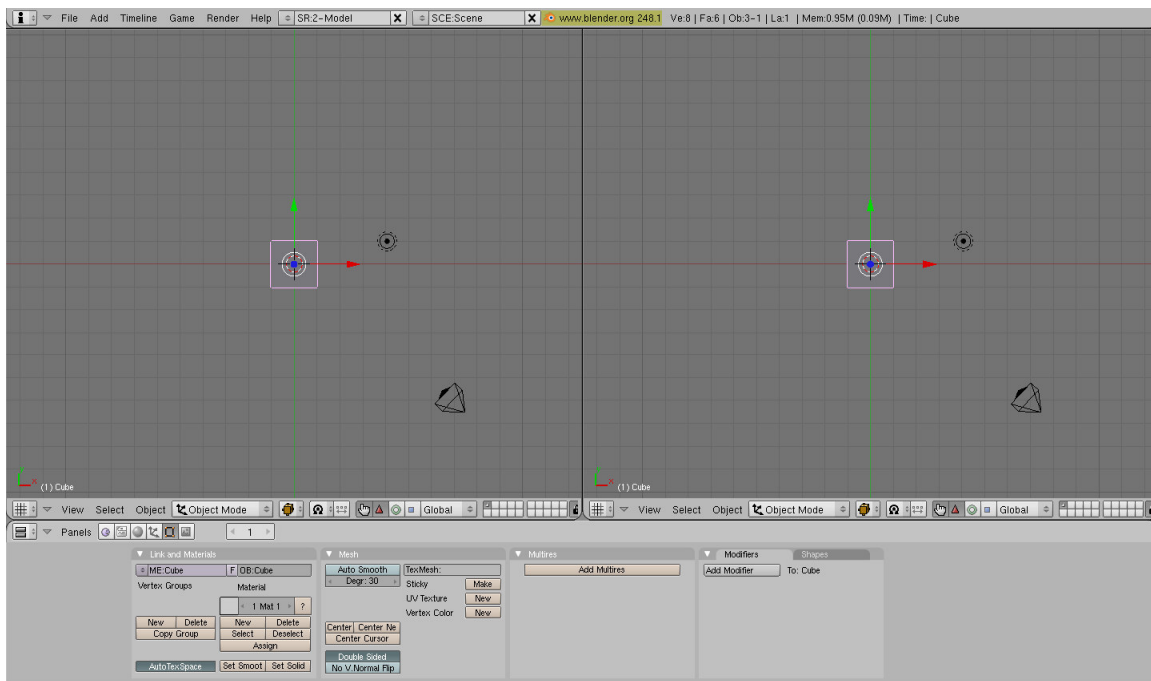 File Add Timeline Game Render Help SR:2-Model SCE:Scene www.blender.org 248.1 Ve:8 | Fa:6 | Ob:3-1 | La:1 | Mem:0.95M (0.09M) | Time: | Cube
x
(1) Cube
x
(1) Cube
View Select Object Object Mode Global
View Select Object Object Mode Global
Panels 1
Link and Materials Mesh Multires Modifiers Shapes
ME:Cube F OB:Cube Auto Smooth TexMesh: Add Multires Add Modifier To: Cube
Degr: 30 Sticky Make
Vertex Groups Material
UV Texture New
1 Mat 1 ?
Vertex Color New
New Delete New Delete
Center Center Ne
Copy Group Select Deselect
Center Cursor
Assign
Double Sided
AutoTexSpace Set Smoot Set Solid No V.Normal Flip